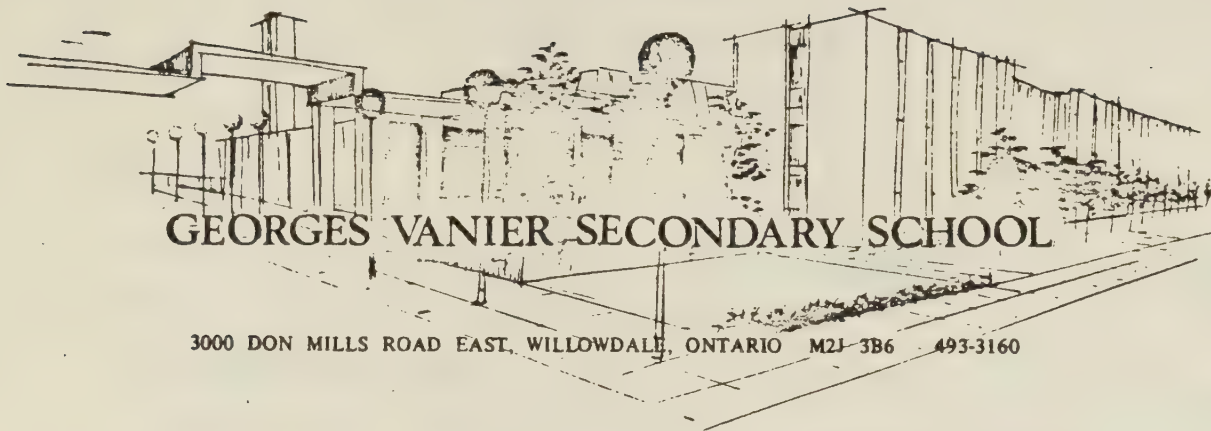 GEORGES VANIER SECONDARY SCHOOL
3000 DON MILLS ROAD EAST, WILLOWDALE, ONTARIO M2J 3B6 493-3160